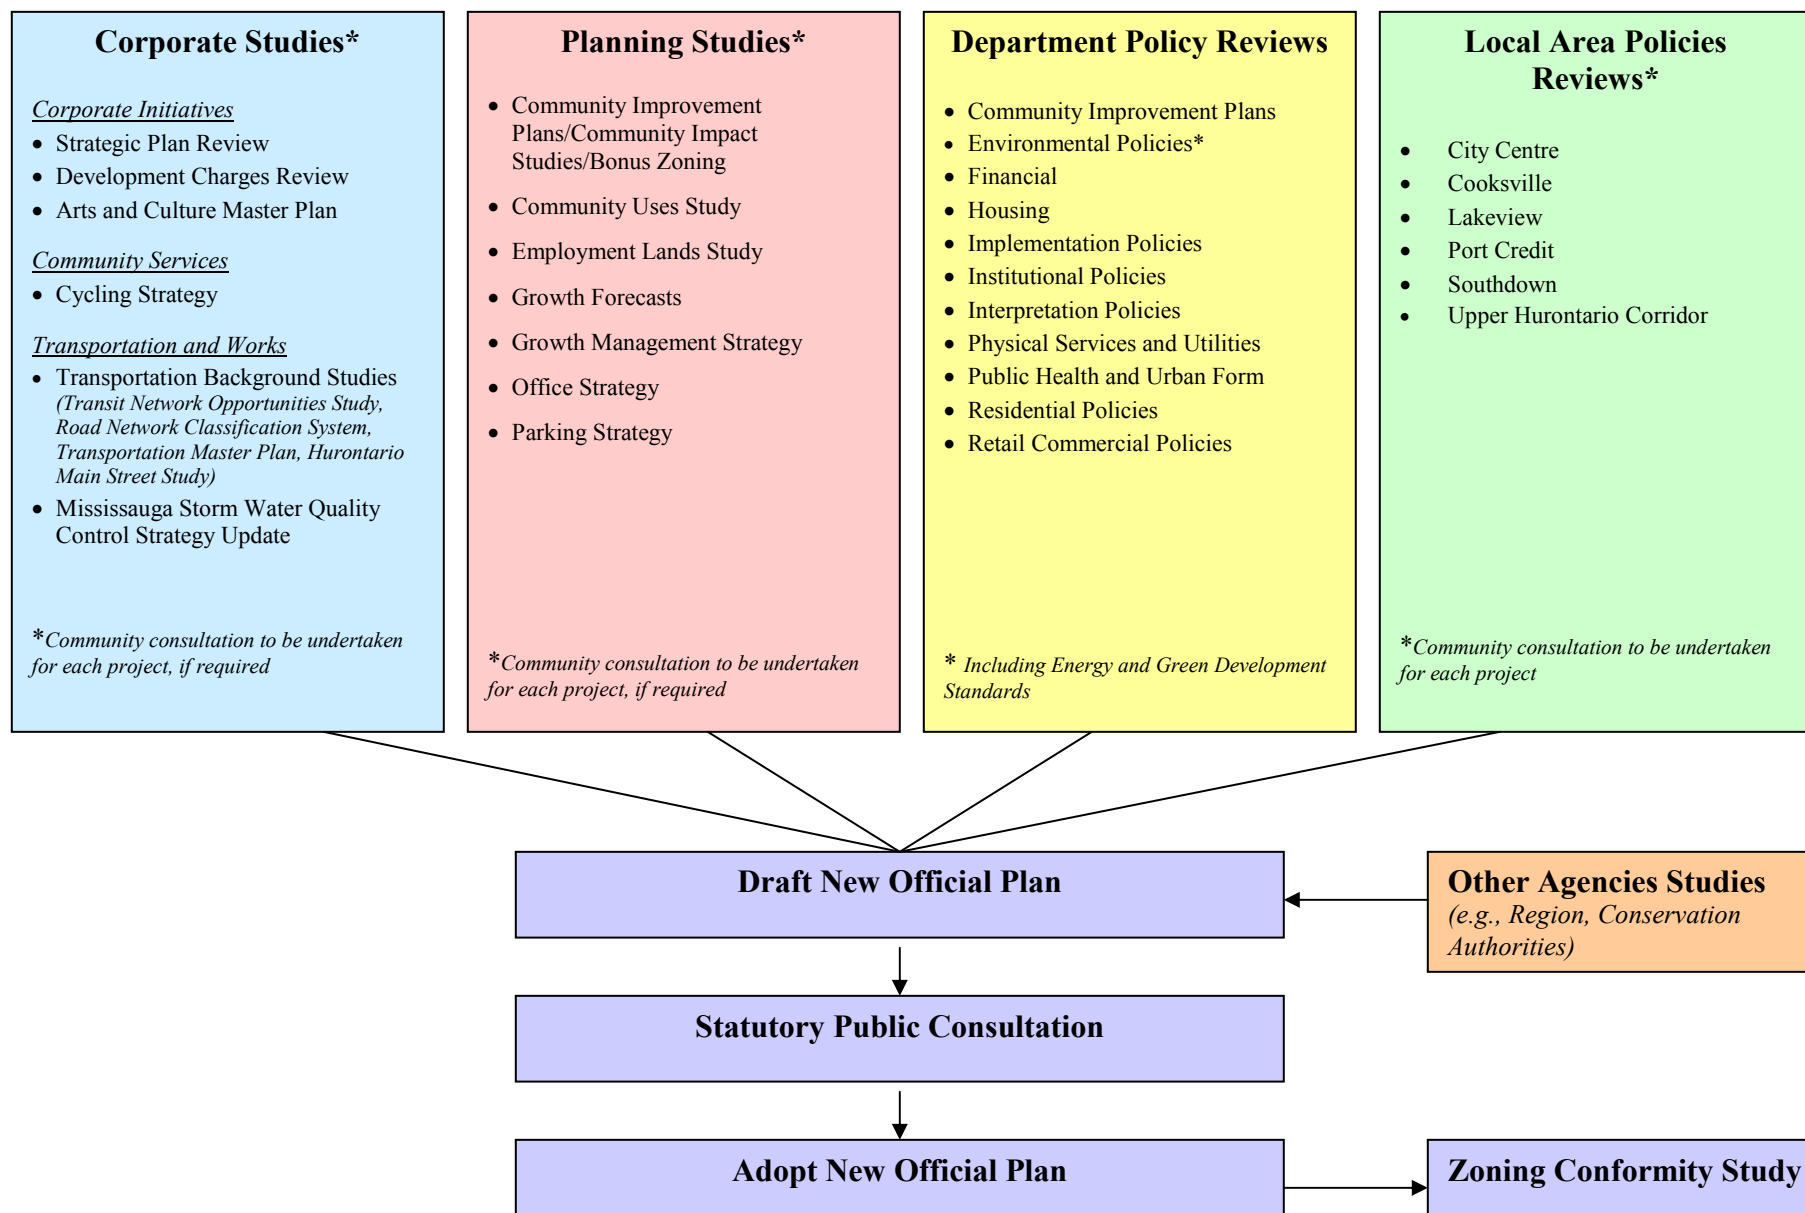 Corporate Studies*
Corporate Initiatives
• Strategic Plan Review
• Development Charges Review
• Arts and Culture Master Plan
Community Services
• Cycling Strategy
Transportation and Works
• Transportation Background Studies
(Transit Network Opportunities Study,
Road Network Classification System,
Transportation Master Plan, Hurontario
Main Street Study)
• Mississauga Storm Water Quality
Control Strategy Update
*Community consultation to be undertaken
for each project, if required
Planning Studies*
• Community Improvement
Plans/Community Impact
Studies/Bonus Zoning
• Community Uses Study
• Employment Lands Study
• Growth Forecasts
• Growth Management Strategy
• Office Strategy
• Parking Strategy
*Community consultation to be undertaken
for each project, if required
Department Policy Reviews
• Community Improvement Plans
• Environmental Policies*
• Financial
• Housing
• Implementation Policies
• Institutional Policies
• Interpretation Policies
• Physical Services and Utilities
• Public Health and Urban Form
• Residential Policies
• Retail Commercial Policies
* Including Energy and Green Development
Standards
Local Area Policies
Reviews*
• City Centre
• Cooksville
• Lakeview
• Port Credit
• Southdown
• Upper Hurontario Corridor
*Community consultation to be undertaken
for each project
Draft New Official Plan
Other Agencies Studies
(e.g., Region, Conservation
Authorities)
Statutory Public Consultation
Adopt New Official Plan
Zoning Conformity Study